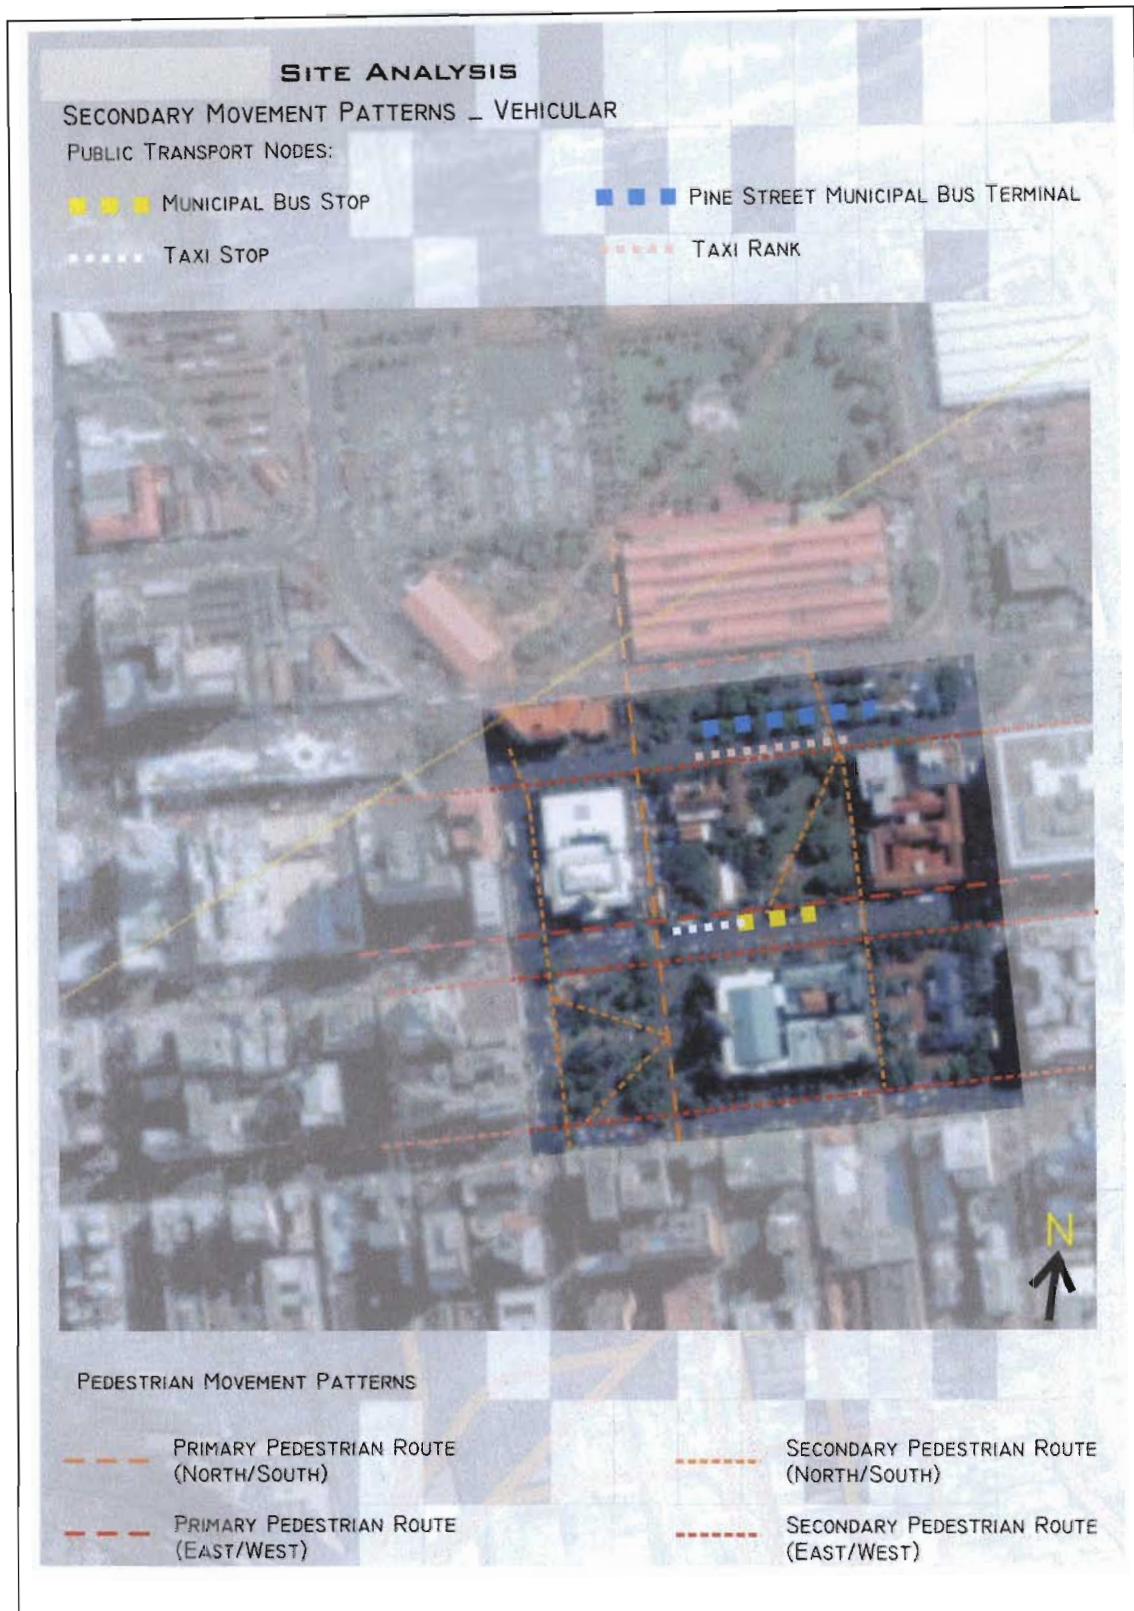 SITE ANALYSIS
SECONDARY MOVEMENT PATTERNS _ VEHICULAR
PUBLIC TRANSPORT NODES:
MUNICIPAL BUS STOP
PINE STREET MUNICIPAL BUS TERMINAL
TAXI STOP
TAXI RANK
N
PEDESTRIAN MOVEMENT PATTERNS
PRIMARY PEDESTRIAN ROUTE
(NORTH/SOUTH)
SECONDARY PEDESTRIAN ROUTE
(NORTH/SOUTH)
PRIMARY PEDESTRIAN ROUTE
(EAST/WEST)
SECONDARY PEDESTRIAN ROUTE
(EAST/WEST)